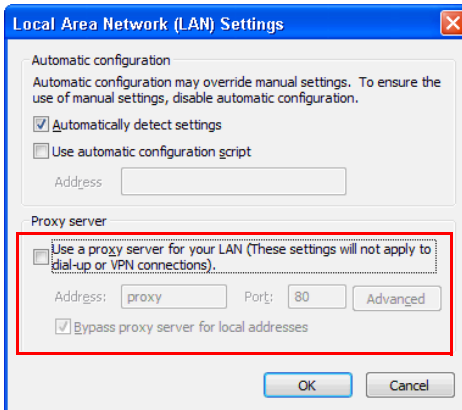 Local Area Network (LAN) Settings
Automatic configuration
Automatic configuration may override manual settings. To ensure the
use of manual settings, disable automatic configuration.
Automatically detect settings
Use automatic configuration script
Address
Proxy server
Use a proxy server for your LAN (These settings will not apply to
dial-up or VPN connections).
Address: proxy Port: 80 Advanced
Bypass proxy server for local addresses
OK Cancel